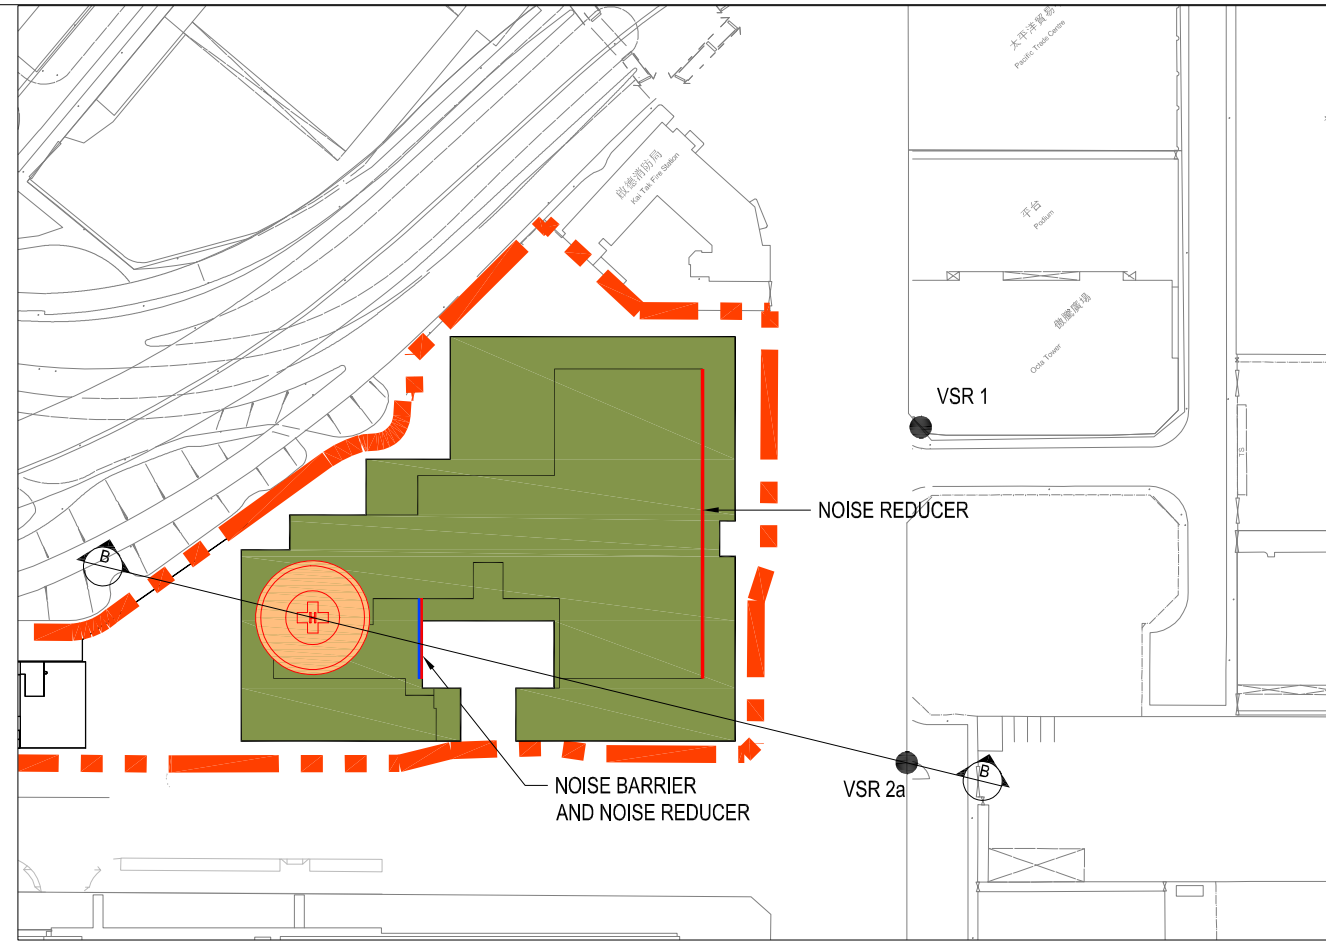 太平洋貿易
Pacific Trade Centre
啟德消防局
Kai Tak Fire Station
平台
Podium
傲騰廣場
Octa Tower
VSR 1
TS
NOISE REDUCER
B
H
NOISE BARRIER
AND NOISE REDUCER
VSR 2a
B